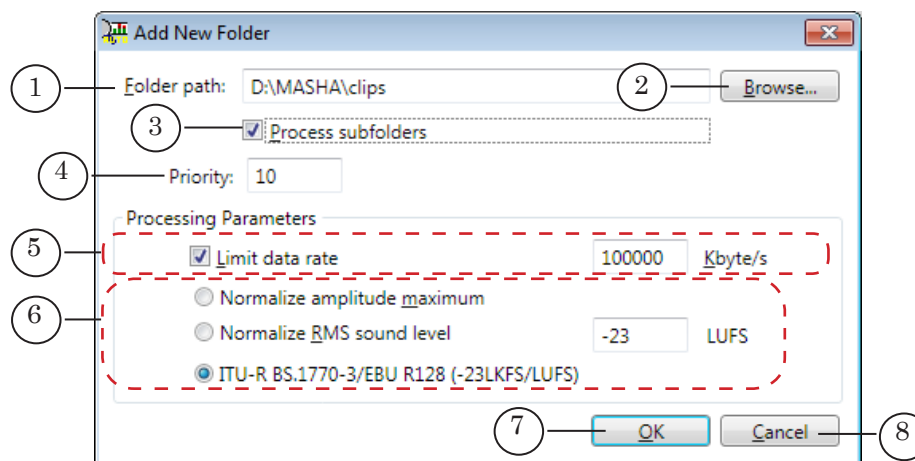 Add New Folder
1 Folder path: D:\MASHA\clips 2 Browse...
3 Process subfolders
4 Priority: 10
Processing Parameters
5 Limit data rate 100000 Kbyte/s
Normalize amplitude maximum
6 Normalize RMS sound level -23 LUFS
ITU-R BS.1770-3/EBU R128 (-23LKFS/LUFS)
7 OK Cancel 8